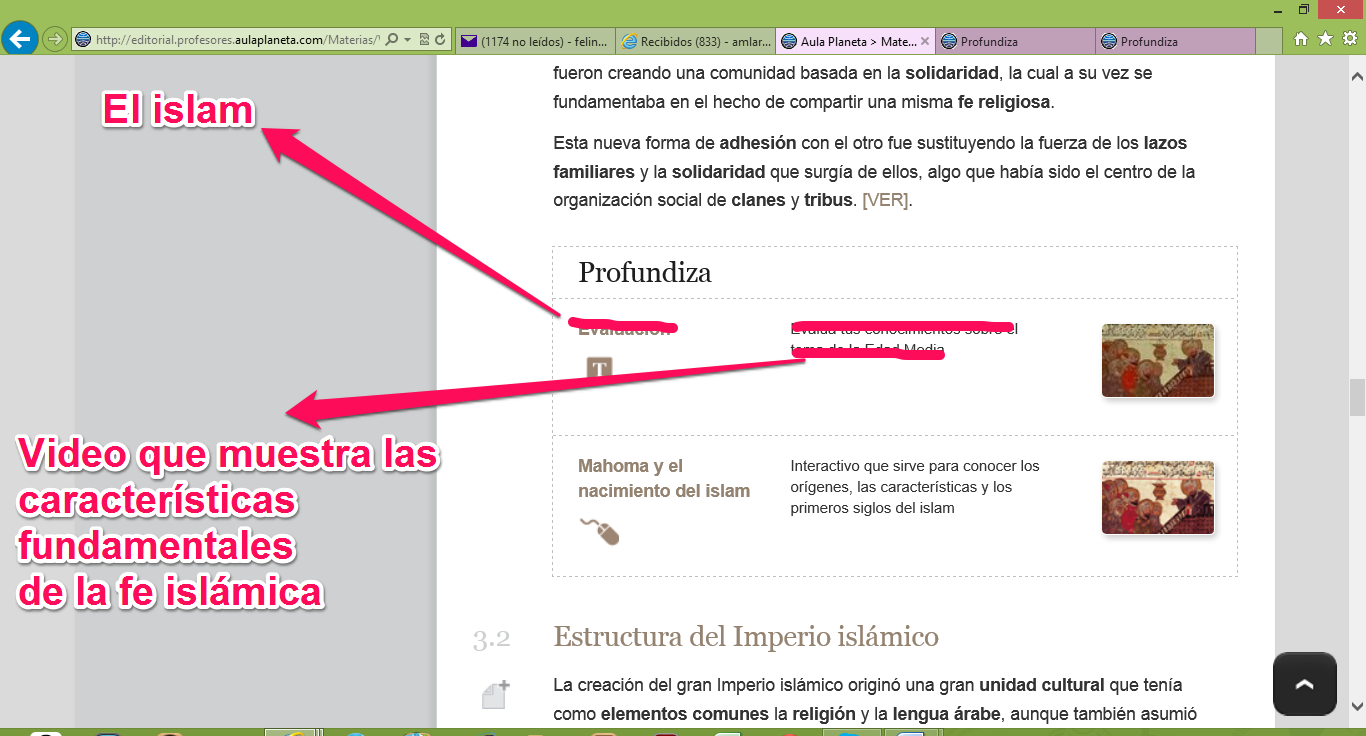 http://editorial.profesores.aulaplaneta.com/Materias/
(1174 no leídos) - felin...
Recibidos (833) - amlar...
Aula Planeta > Mate...
Profundiza
Profundiza
fueron creando una comunidad basada en la solidaridad, la cual a su vez se
fundamentaba en el hecho de compartir una misma fe religiosa.
El islam
Esta nueva forma de adhesión con el otro fue sustituyendo la fuerza de los lazos
familiares y la solidaridad que surgía de ellos, algo que había sido el centro de la
organización social de clanes y tribus. [VER].
Profundiza
Evaluación
Evalúa tus conocimientos sobre el
tema de la Edad Media
T
Video que muestra las
características
fundamentales
de la fe islámica
Mahoma y el
nacimiento del islam
Interactivo que sirve para conocer los
orígenes, las características y los
primeros siglos del islam
3.2 Estructura del Imperio islámico
La creación del gran Imperio islámico originó una gran unidad cultural que tenía
como elementos comunes la religión y la lengua árabe, aunque también asumió